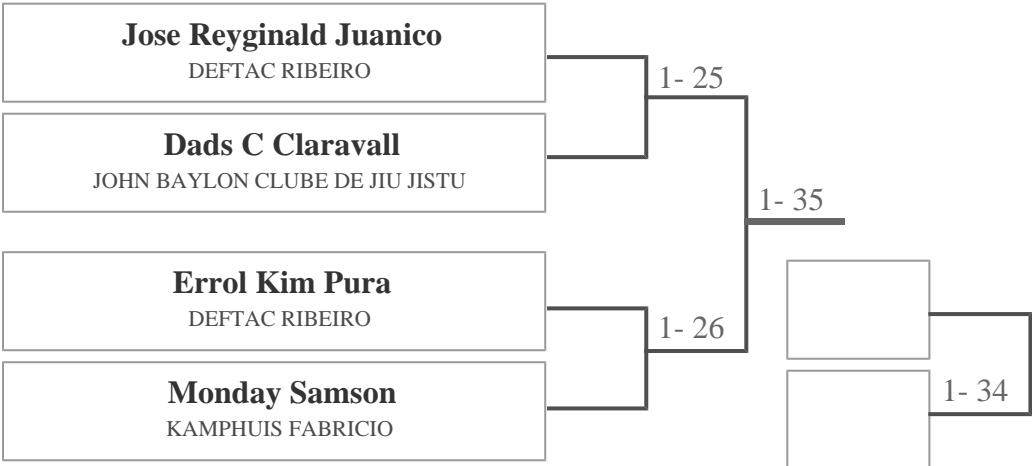 Jose Reyginald Juanico
DEFTAC RIBEIRO
1- 25
Dads C Claravall
JOHN BAYLON CLUBE DE JIU JISTU
1- 35
Errol Kim Pura
DEFTAC RIBEIRO
1- 26
Monday Samson
KAMPHUIS FABRICIO
1- 34